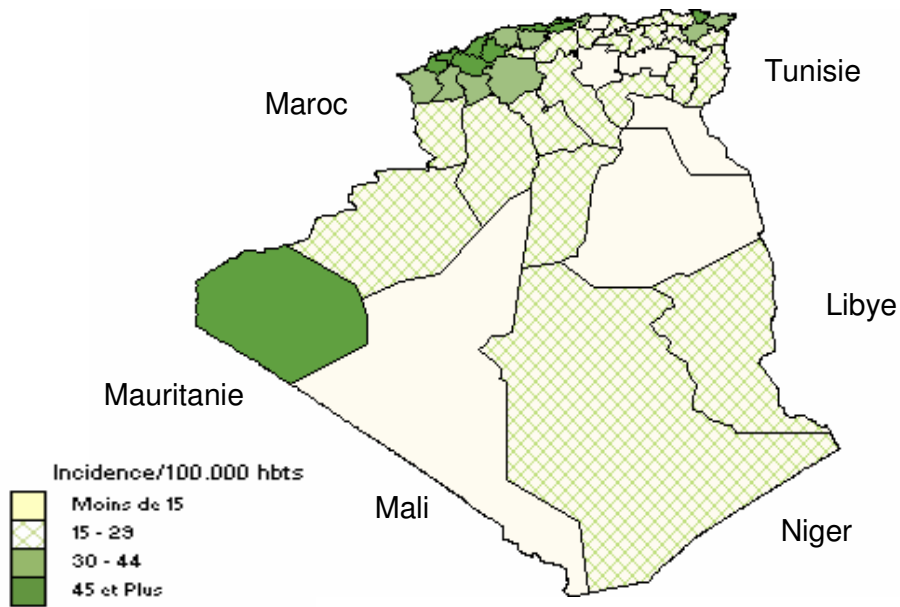 Tunisie
Maroc
Libye
Mauritanie
Incidence/100.000 hbts
Moins de 15
15 - 29
30 - 44
45 et Plus
Mali
Niger